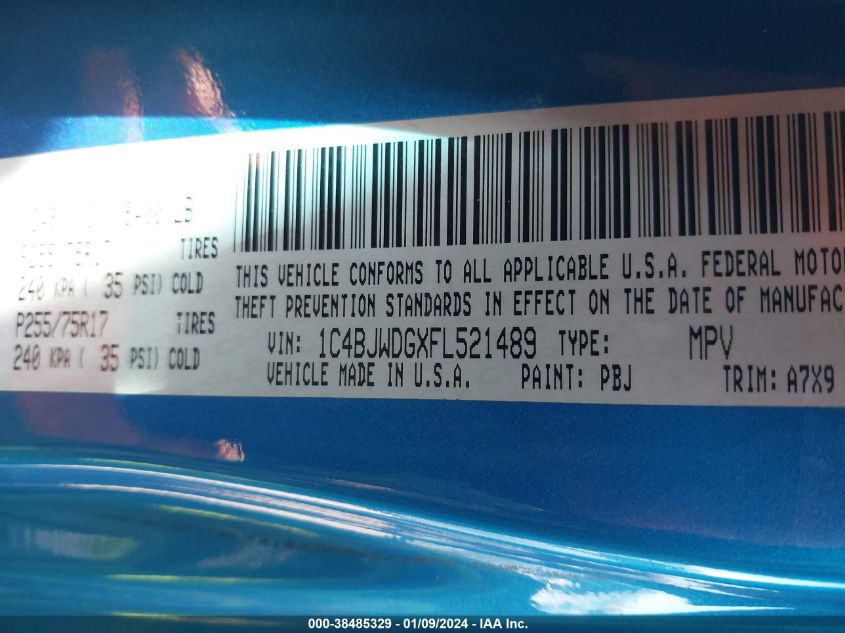 LB
TIRES
240 KPA ( 35 PSI) COLD
P255/75R17 TIRES
240 KPA ( 35 PSI) COLD
THIS VEHICLE CONFORMS TO ALL APPLICABLE U.S.A. FEDERAL MOTO
THEFT PREVENTION STANDARDS IN EFFECT ON THE DATE OF MANUFAC
VIN: 1C4BJWDGXFL521489 TYPE: MPV
VEHICLE MADE IN U.S.A. PAINT: PBJ TRIM: A7X9
000-38485329 - 01/09/2024 - IAA Inc.